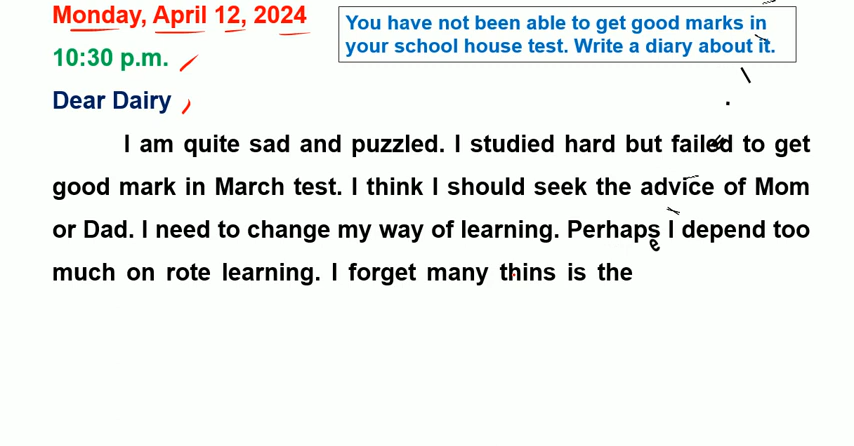 Monday, April 12, 2024
You have not been able to get good marks in
your school house test. Write a diary about it.
10:30 p.m.
Dear Dairy
I am quite sad and puzzled. I studied hard but failed to get
good mark in March test. I think I should seek the advice of Mom
or Dad. I need to change my way of learning. Perhaps I depend too
much on rote learning. I forget many thins is the